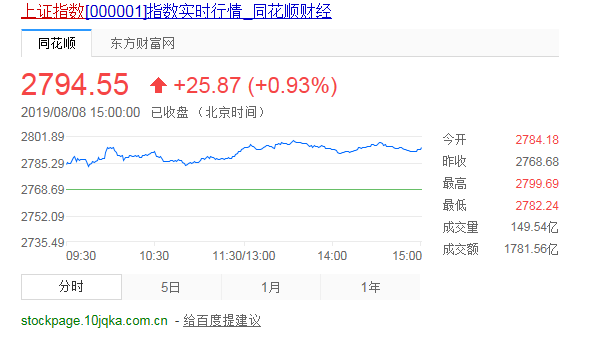 上证指数[000001]指数实时行情_同花顺财经
同花顺 东方财富网
2794.55 +25.87 (+0.93%)
2019/08/08 15:00:00 已收盘 （北京时间）
2801.89
2785.29
2768.69
2752.09
2735.49
09:30 10:30 11:30/13:00 14:00 15:00
今开 2784.18
昨收 2768.68
最高 2799.69
最低 2782.24
成交量 149.54亿
成交额 1781.56亿
分时 5日 1月 1年
stockpage.10jqka.com.cn - 给百度提建议